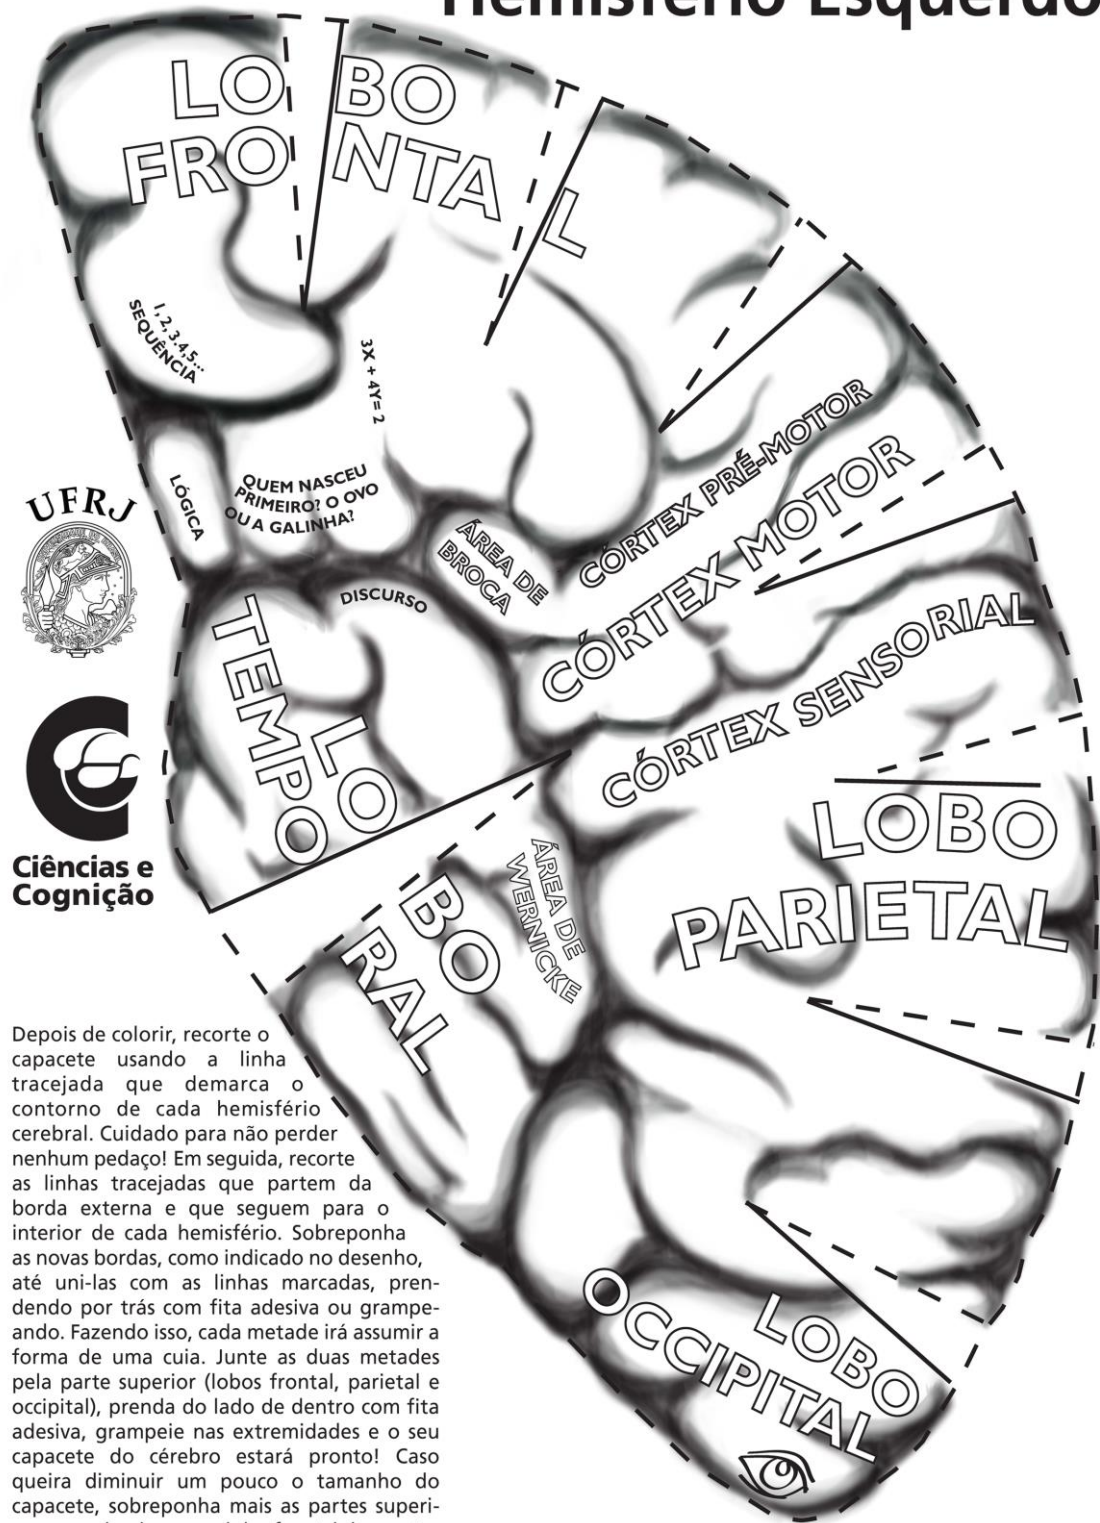 Hemisfério Esquerdo
LO BO
FRO NTA L
1, 2, 3,4,5...
SEQUÊNCIA
3X + 4Y= 2
LÓGICA
QUEM NASCEU
PRIMEIRO? O OVO
OU A GALINHA?
ÁREA DE
BROCA
CÓRTEX PRÉ-MOTOR
CÓRTEX MOTOR
CÓRTEX SENSORIAL
DISCURSO
LO BO
TEMPO RAL
ÁREA DE
WERNICKE
LOBO
PARIETAL
LOBO
OCCIPITAL
UFRJ
Ciências e
Cognição
Depois de colorir, recorte o
capacete usando a linha
tracejada que demarca o
contorno de cada hemisfério
cerebral. Cuidado para não perder
nenhum pedaço! Em seguida, recorte
as linhas tracejadas que partem da
borda externa e que seguem para o
interior de cada hemisfério. Sobreponha
as novas bordas, como indicado no desenho,
até uni-las com as linhas marcadas, pren-
dendo por trás com fita adesiva ou grampe-
ando. Fazendo isso, cada metade irá assumir a
forma de uma cuia. Junte as duas metades
pela parte superior (lobos frontal, parietal e
occipital), prenda do lado de dentro com fita
adesiva, grampeie nas extremidades e o seu
capacete do cérebro estará pronto! Caso
queira diminuir um pouco o tamanho do
capacete, sobreponha mais as partes superi-